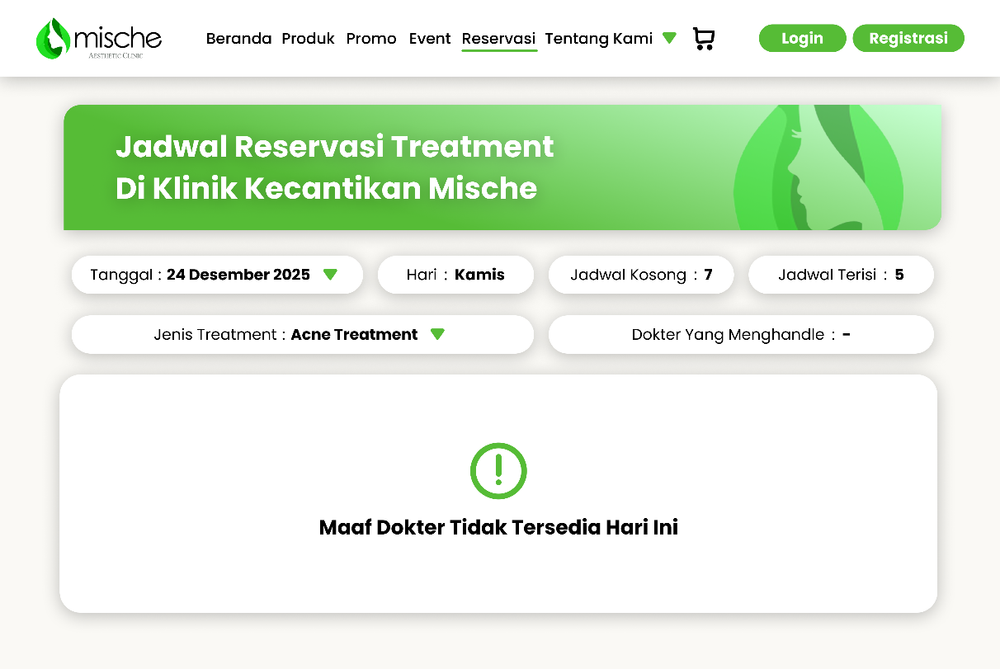 mische
AESTHETIC CLINIC
Beranda Produk Promo Event Reservasi Tentang Kami
Login
Registrasi
Jadwal Reservasi Treatment
Di Klinik Kecantikan Mische
Tanggal : 24 Desember 2025
Hari : Kamis
Jadwal Kosong : 7
Jadwal Terisi : 5
Jenis Treatment : Acne Treatment
Dokter Yang Menghandle : -
Maaf Dokter Tidak Tersedia Hari Ini